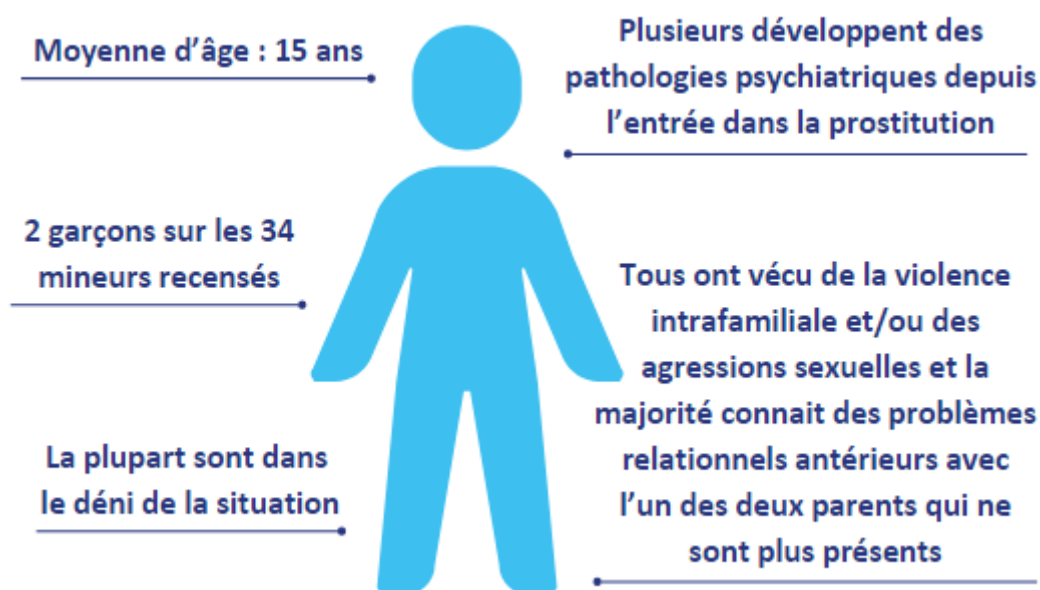 Moyenne d'âge : 15 ans
Plusieurs développent des
pathologies psychiatriques depuis
l'entrée dans la prostitution
2 garçons sur les 34
mineurs recensés
Tous ont vécu de la violence
intrafamiliale et/ou des
agressions sexuelles et la
majorité connait des problèmes
relationnels antérieurs avec
l'un des deux parents qui ne
sont plus présents
La plupart sont dans
le déni de la situation